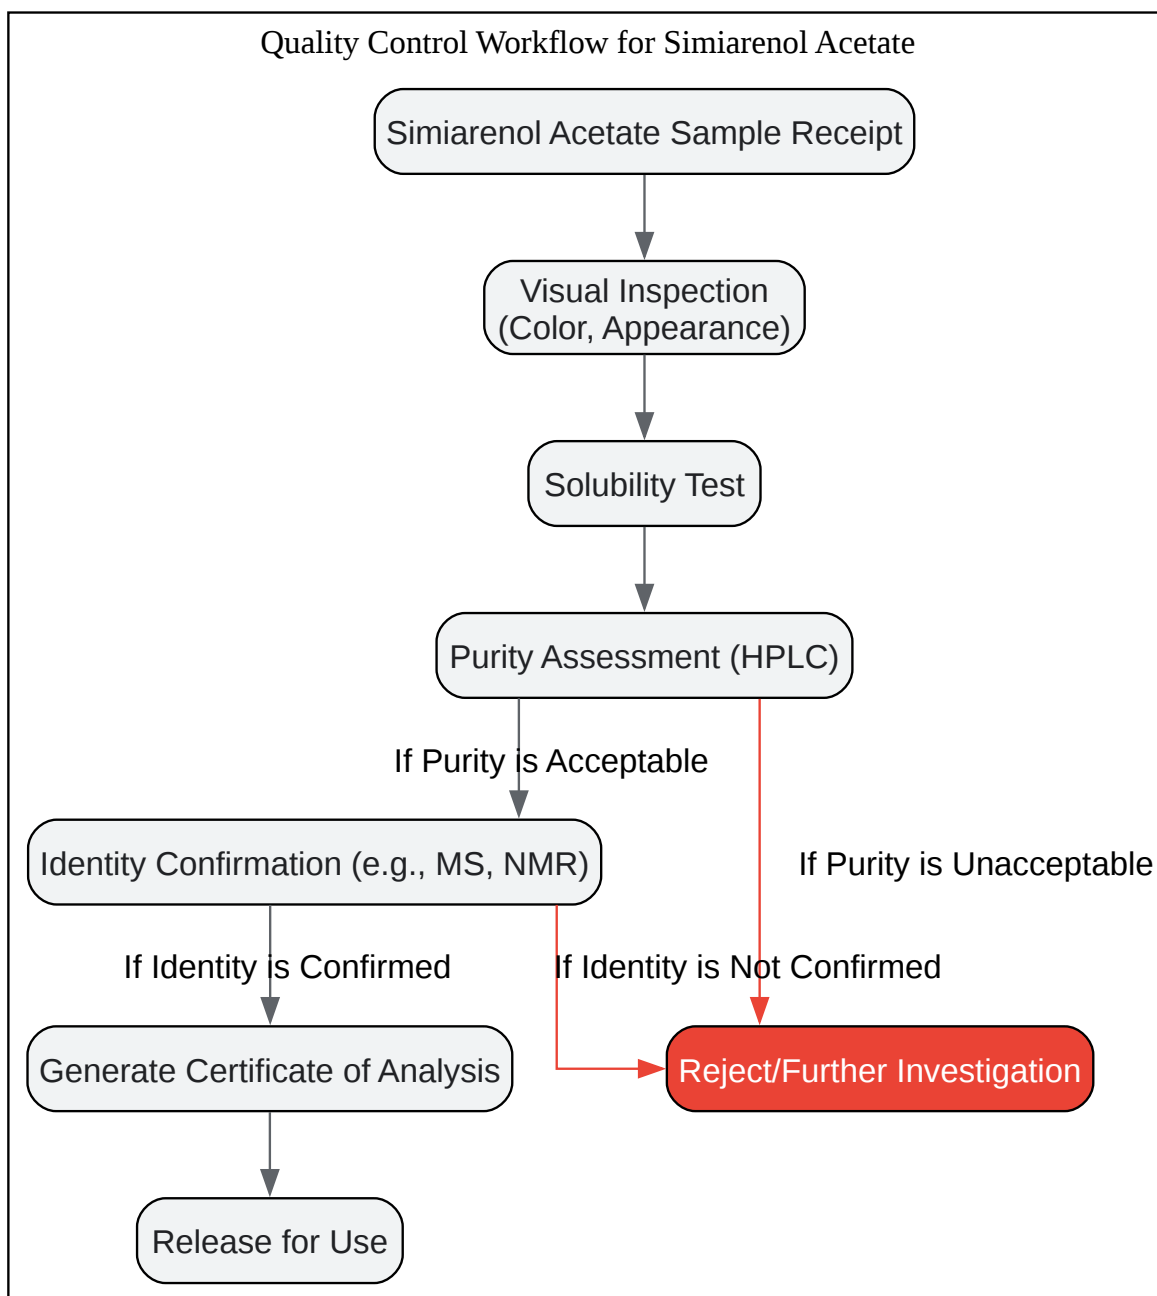 Quality Control Workflow for Simiarenol Acetate
Simiarenol Acetate Sample Receipt
Visual Inspection
(Color, Appearance)
Solubility Test
Purity Assessment (HPLC)
If Purity is Acceptable
Identity Confirmation (e.g., MS, NMR)
If Purity is Unacceptable
If Identity is Confirmed
If Identity is Not Confirmed
Generate Certificate of Analysis
Reject/Further Investigation
Release for Use